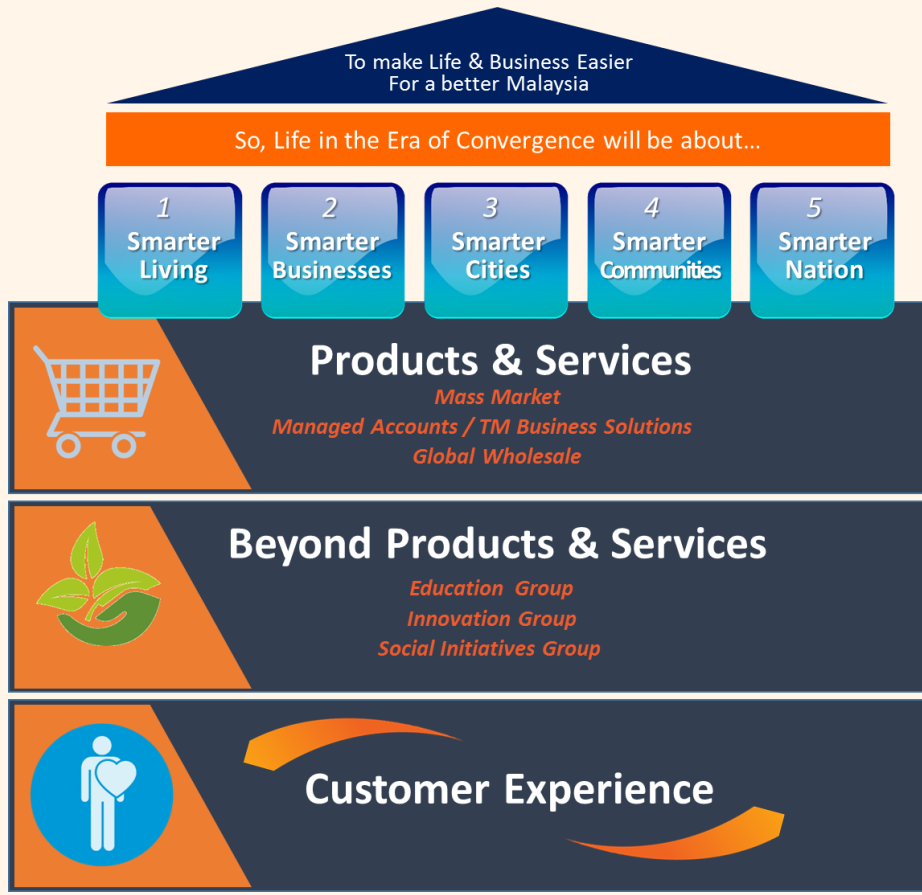 To make Life & Business Easier
For a better Malaysia
So, Life in the Era of Convergence will be about...
1
Smarter
Living
2
Smarter
Businesses
3
Smarter
Cities
4
Smarter
Communities
5
Smarter
Nation
Products & Services
Mass Market
Managed Accounts / TM Business Solutions
Global Wholesale
Beyond Products & Services
Education Group
Innovation Group
Social Initiatives Group
Customer Experience